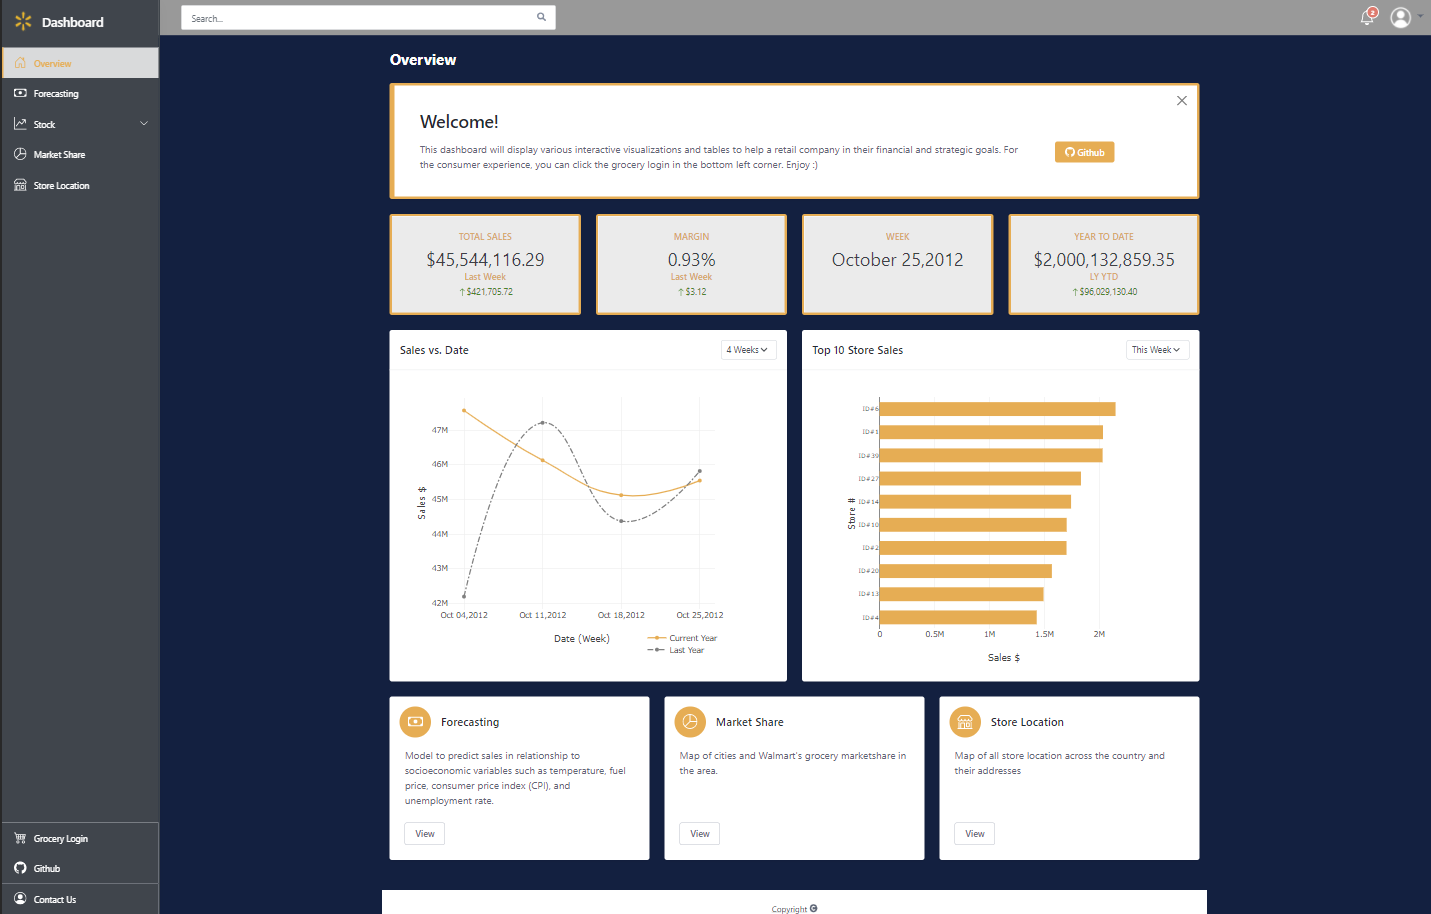 Dashboard
Search...
2
Overview
Forecasting
Stock
Market Share
Store Location
Grocery Login
Github
Contact Us
Overview
Welcome!
This dashboard will display various interactive visualizations and tables to help a retail company in their financial and strategic goals. For
the consumer experience, you can click the grocery login in the bottom left corner. Enjoy :)
Github
TOTAL SALES
$45,544,116.29
Last Week
↑ $421,705.72
MARGIN
0.93%
Last Week
↑ $3.12
WEEK
October 25,2012
YEAR TO DATE
$2,000,132,859.35
LY YTD
↑ $96,029,130.40
Sales vs. Date
4 Weeks
Sales $
47M
46M
45M
44M
43M
42M
Oct 04,2012 Oct 11,2012 Oct 18,2012 Oct 25,2012
Date (Week)
Current Year
Last Year
Top 10 Store Sales
This Week
Store #
ID#6
ID#1
ID#39
ID#27
ID#14
ID#10
ID#2
ID#20
ID#13
ID#4
0 0.5M 1M 1.5M 2M
Sales $
Forecasting
Model to predict sales in relationship to
socioeconomic variables such as temperature, fuel
price, consumer price index (CPI), and
unemployment rate.
View
Market Share
Map of cities and Walmart's grocery marketshare in
the area.
View
Store Location
Map of all store location across the country and
their addresses
View
Copyright ©